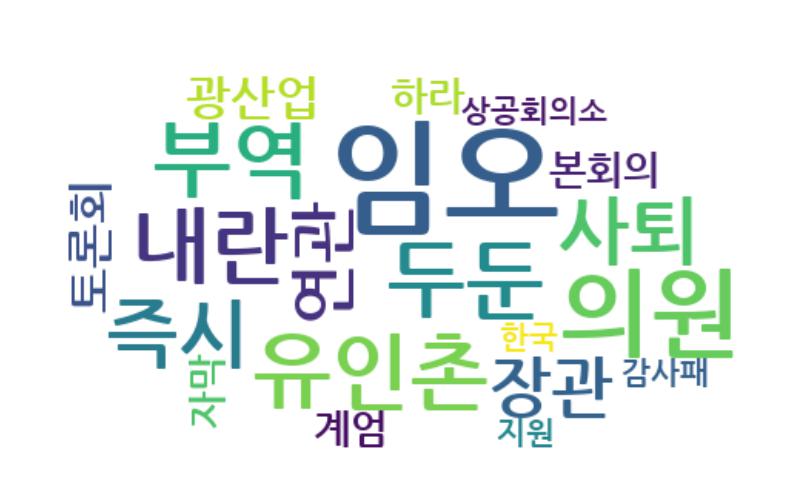 광산업
하라
상공회의소
부역
임오
본회의
토론회
내란
연관
사퇴
두둔
의원
즉시
한국
유인촌
장관
감사패
자막
계엄
지원